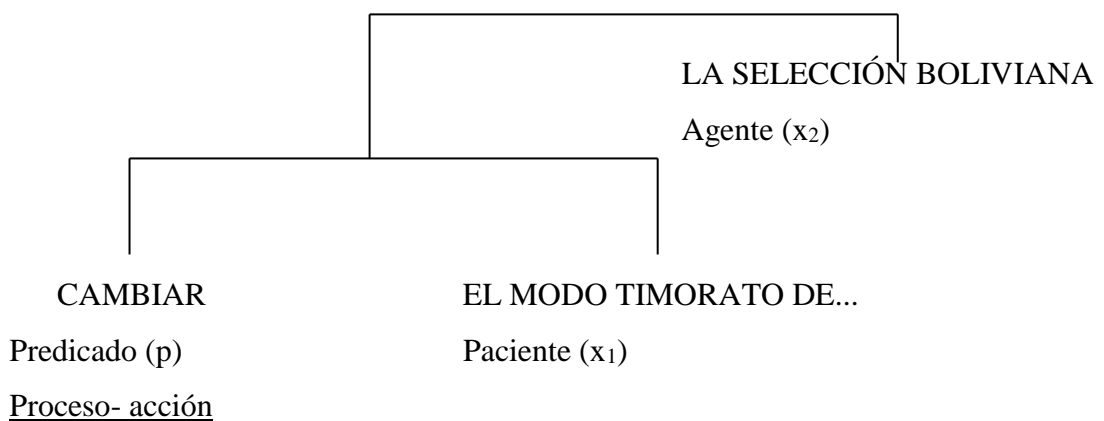 LA SELECCIÓN BOLIVIANA
Agente (x₂)
CAMBIAR EL MODO TIMORATO DE...
Predicado (p) Paciente (x₁)
Proceso- acción